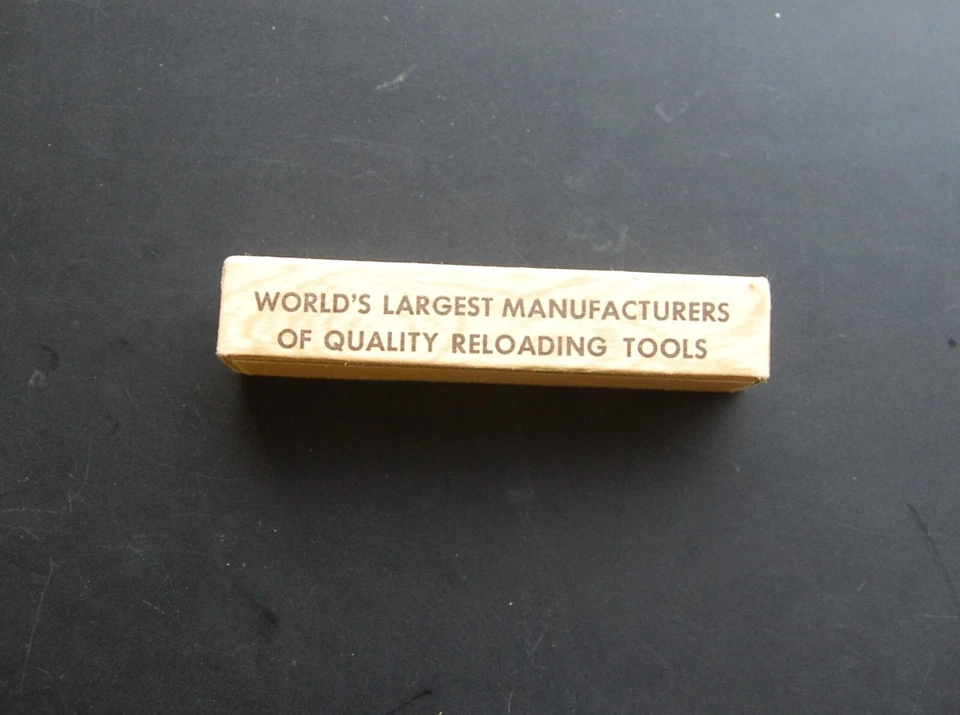 WORLD'S LARGEST MANUFACTURERS
OF QUALITY RELOADING TOOLS